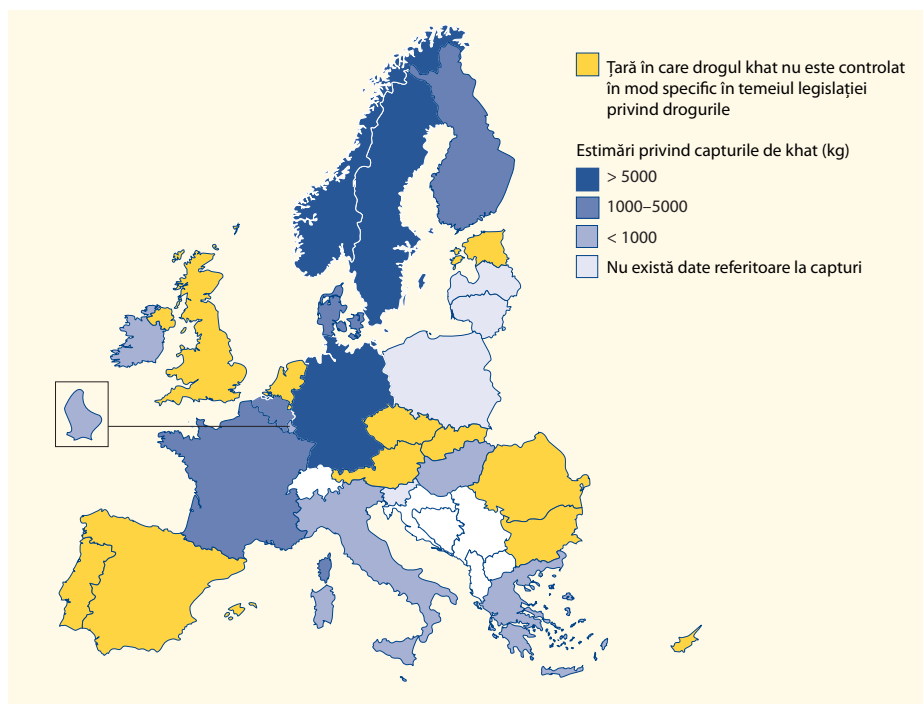 Țară în care drogul khat nu este controlat
în mod specific în temeiul legislației
privind drogurile
Estimări privind capturile de khat (kg)
> 5000
1000–5000
< 1000
Nu există date referitoare la capturi